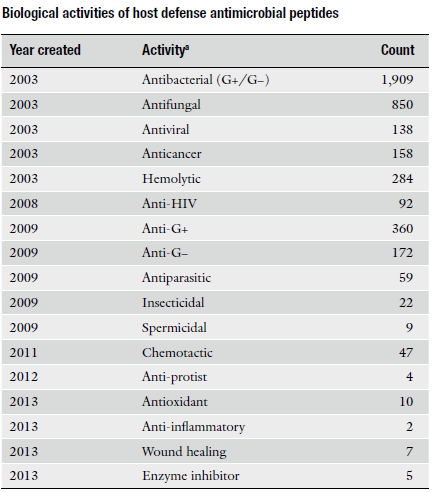 Biological activities of host defense antimicrobial peptides
Year created Activityª Count
2003 Antibacterial (G+/G−) 1,909
2003 Antifungal 850
2003 Antiviral 138
2003 Anticancer 158
2003 Hemolytic 284
2008 Anti-HIV 92
2009 Anti-G+ 360
2009 Anti-G− 172
2009 Antiparasitic 59
2009 Insecticidal 22
2009 Spermicidal 9
2011 Chemotactic 47
2012 Anti-protist 4
2013 Antioxidant 10
2013 Anti-inflammatory 2
2013 Wound healing 7
2013 Enzyme inhibitor 5